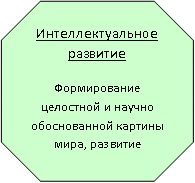 Интеллектуальное
развитие
Формирование
целостной и научно
обоснованной картины
мира, развитие